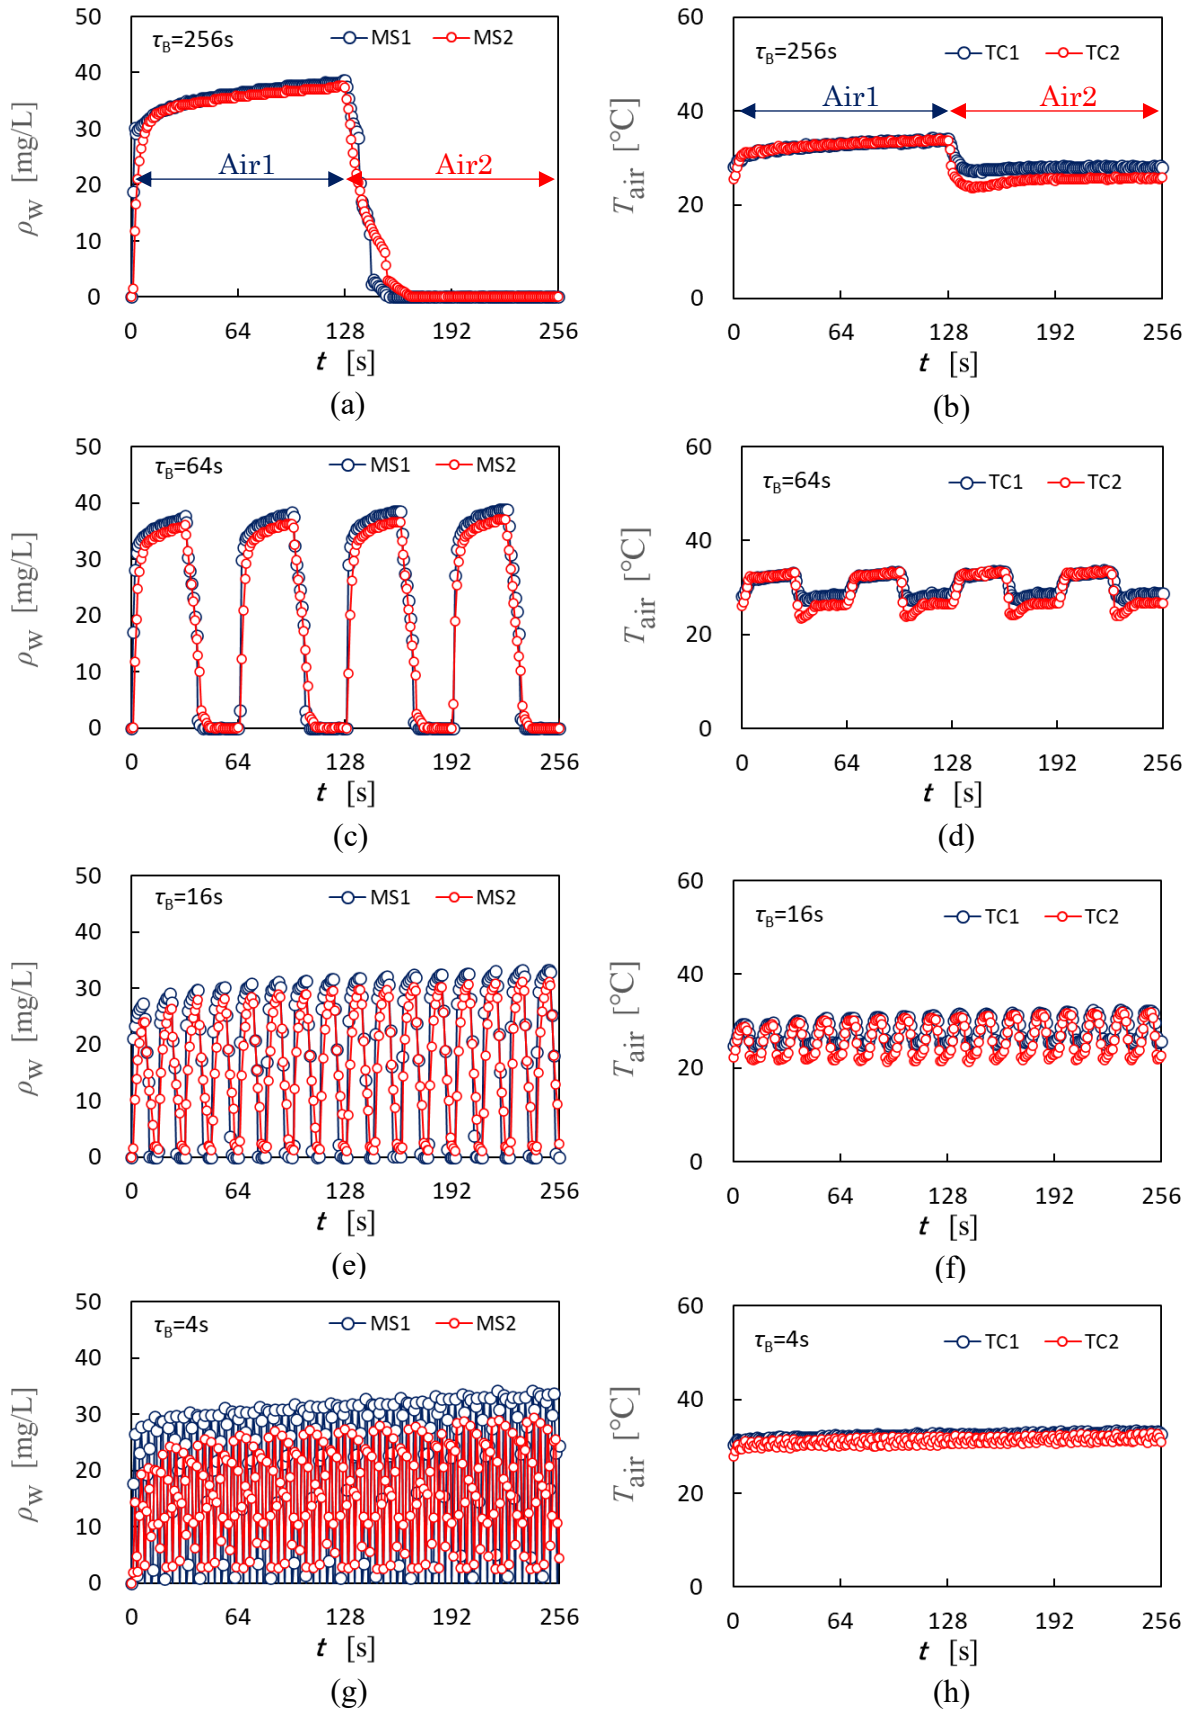 50
40
30
20
10
0
ρw [mg/L]
τB=256s
MS1
MS2
Air1
Air2
0
64
128
192
256
t [s]
(a)
60
40
20
0
Tair [°C]
τB=256s
TC1
TC2
Air1
Air2
0
64
128
192
256
t [s]
(b)
50
40
30
20
10
0
ρw [mg/L]
τB=64s
MS1
MS2
0
64
128
192
256
t [s]
(c)
60
40
20
0
Tair [°C]
τB=64s
TC1
TC2
0
64
128
192
256
t [s]
(d)
50
40
30
20
10
0
ρw [mg/L]
τB=16s
MS1
MS2
0
64
128
192
256
t [s]
(e)
60
40
20
0
Tair [°C]
τB=16s
TC1
TC2
0
64
128
192
256
t [s]
(f)
50
40
30
20
10
0
ρw [mg/L]
τB=4s
MS1
MS2
0
64
128
192
256
t [s]
(g)
60
40
20
0
Tair [°C]
τB=4s
TC1
TC2
0
64
128
192
256
t [s]
(h)